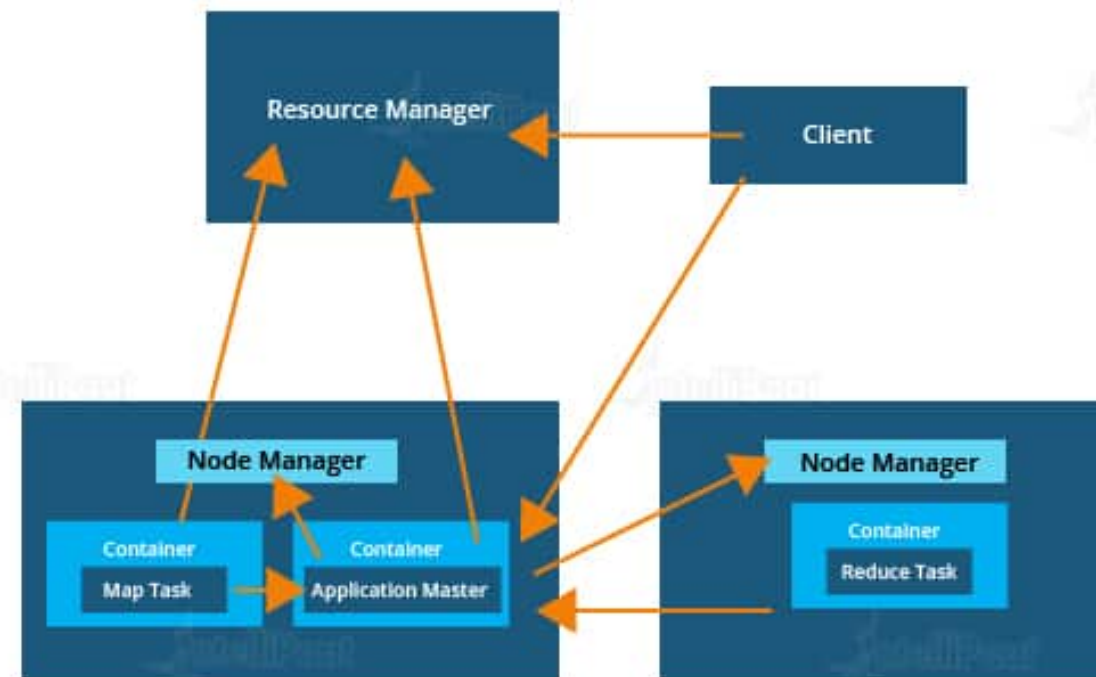 Resource Manager
Client
Node Manager
Container
Map Task
Container
Application Master
Node Manager
Container
Reduce Task